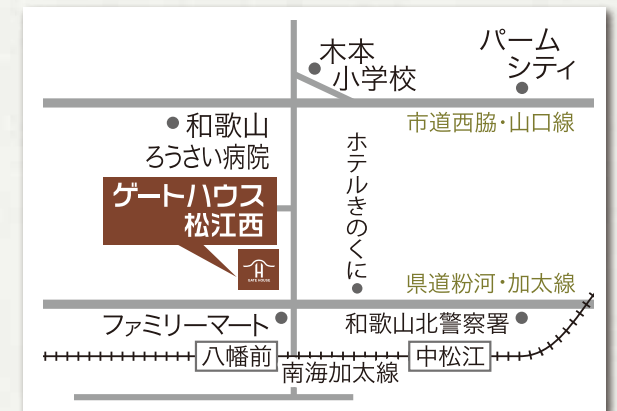 木本
小学校
パーム
シティ
市道西脇・山口線
和歌山
ろうさい病院
ホテルきのくに
ゲートハウス
松江西
GATE HOUSE
県道粉河・加太線
ファミリーマート
和歌山北警察署
八幡前
中松江
南海加太線